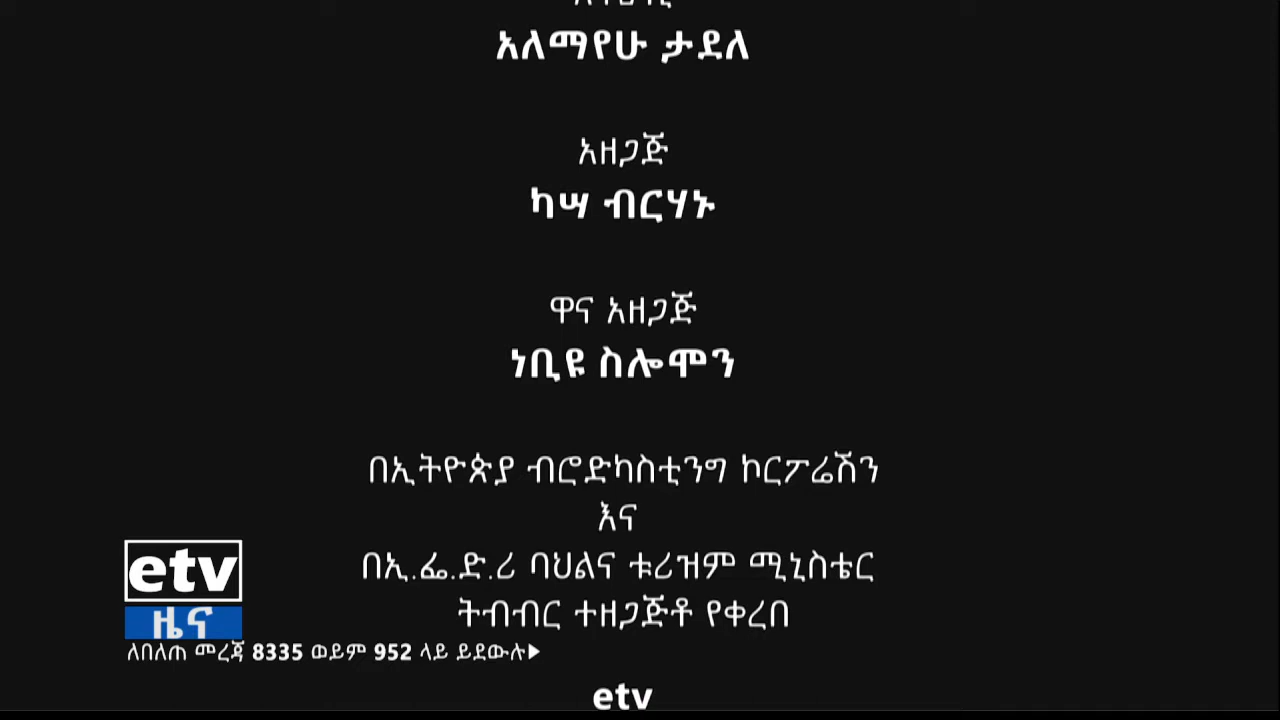 አለማየሁ ታደለ
አዘጋጅ
ካሣ ብርሃኑ
ዋና አዘጋጅ
ነቢዩ ስሎሞን
በኢትዮጵያ ብሮድካስቲንግ ኮርፖሬሽን
እና
በኢ.ፌ.ድ.ሪ ባህልና ቱሪዝም ሚኒስቴር
ትብብር ተዘጋጅቶ የቀረበ
etv
ዜና
ለበለጠ መረጃ 8335 ወይም 952 ላይ ይደውሉ
etv